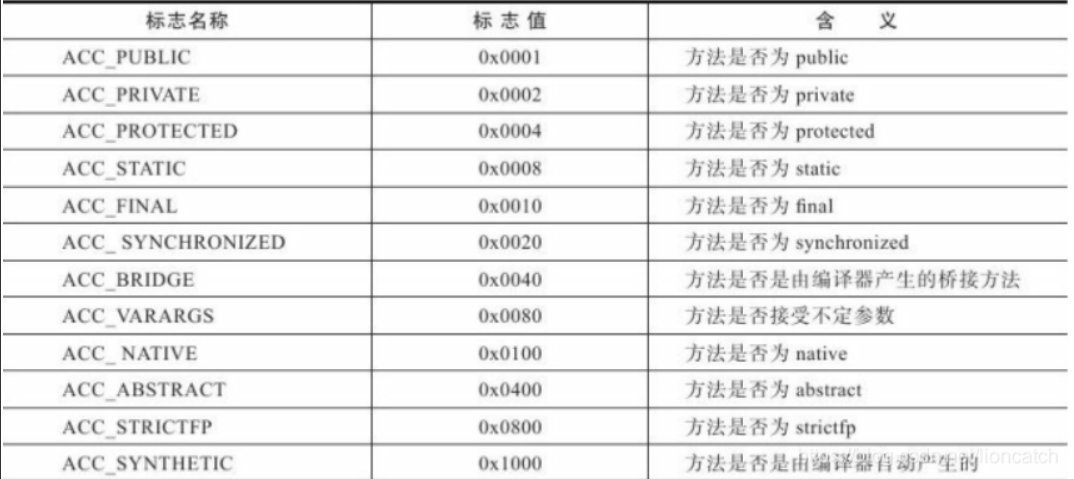 标志名称 标志值 含义
ACC_PUBLIC 0x0001 方法是否为 public
ACC_PRIVATE 0x0002 方法是否为 private
ACC_PROTECTED 0x0004 方法是否为 protected
ACC_STATIC 0x0008 方法是否为 static
ACC_FINAL 0x0010 方法是否为 final
ACC_ SYNCHRONIZED 0x0020 方法是否为 synchronized
ACC_BRIDGE 0x0040 方法是否是由编译器产生的桥接方法
ACC_VARARGS 0x0080 方法是否接受不定参数
ACC_ NATIVE 0x0100 方法是否为 native
ACC_ABSTRACT 0x0400 方法是否为 abstract
ACC_STRICTFP 0x0800 方法是否为 strictfp
ACC_SYNTHETIC 0x1000 方法是否是由编译器自动产生的